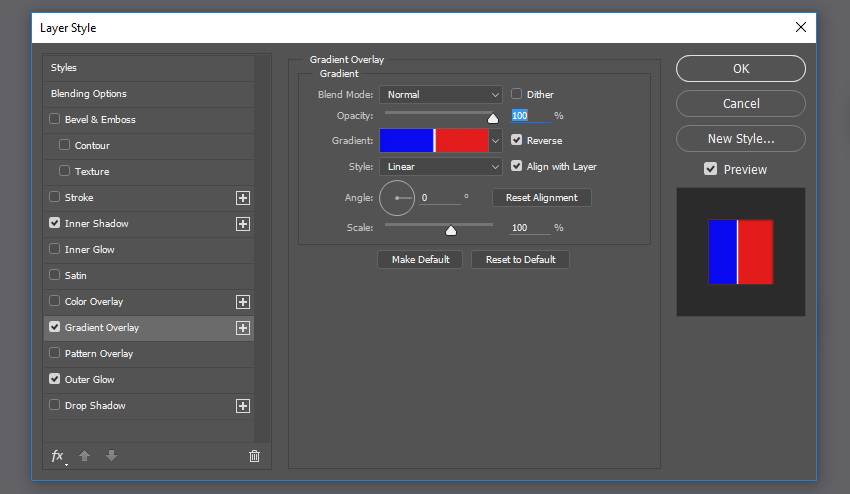 Layer Style
Styles
Blending Options
Bevel & Emboss
Contour
Texture
Stroke
Inner Shadow
Inner Glow
Satin
Color Overlay
Gradient Overlay
Pattern Overlay
Outer Glow
Drop Shadow
fx
Gradient Overlay
Gradient
Blend Mode: Normal Dither
Opacity: 100 %
Gradient: Reverse
Style: Linear Align with Layer
Angle: 0 ° Reset Alignment
Scale: 100 %
Make Default Reset to Default
OK
Cancel
New Style...
Preview